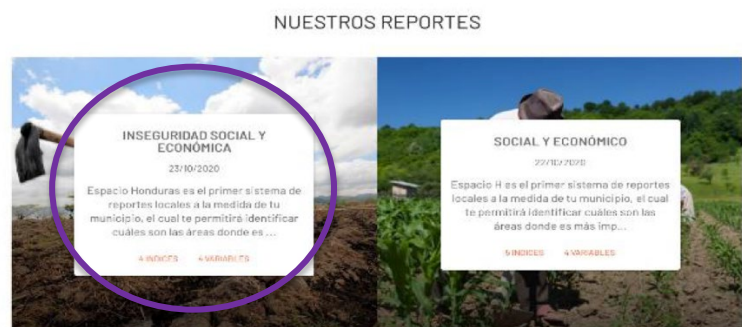 NUESTROS REPORTES
INSEGURIDAD SOCIAL Y
ECONÓMICA
23/10/2020
Espacio Honduras es el primer sistema de
reportes locales a la medida de tu
municipio, el cual te permitirá identificar
cuáles son las áreas donde es ...
4 INDICES 4 VARIABLES
SOCIAL Y ECONÓMICO
22/10/2020
Espacio H es el primer sistema de reportes
locales a la medida de tu municipio, el cual
te permitirá identificar cuáles son las
áreas donde es más imp...
5 INDICES 4 VARIABLES